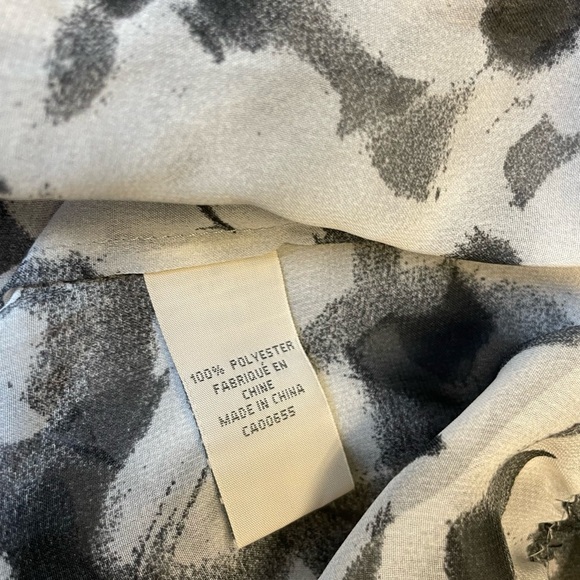 100% POLYESTER
FABRIQUÉ EN
CHINE
MADE IN CHINA
CA00655